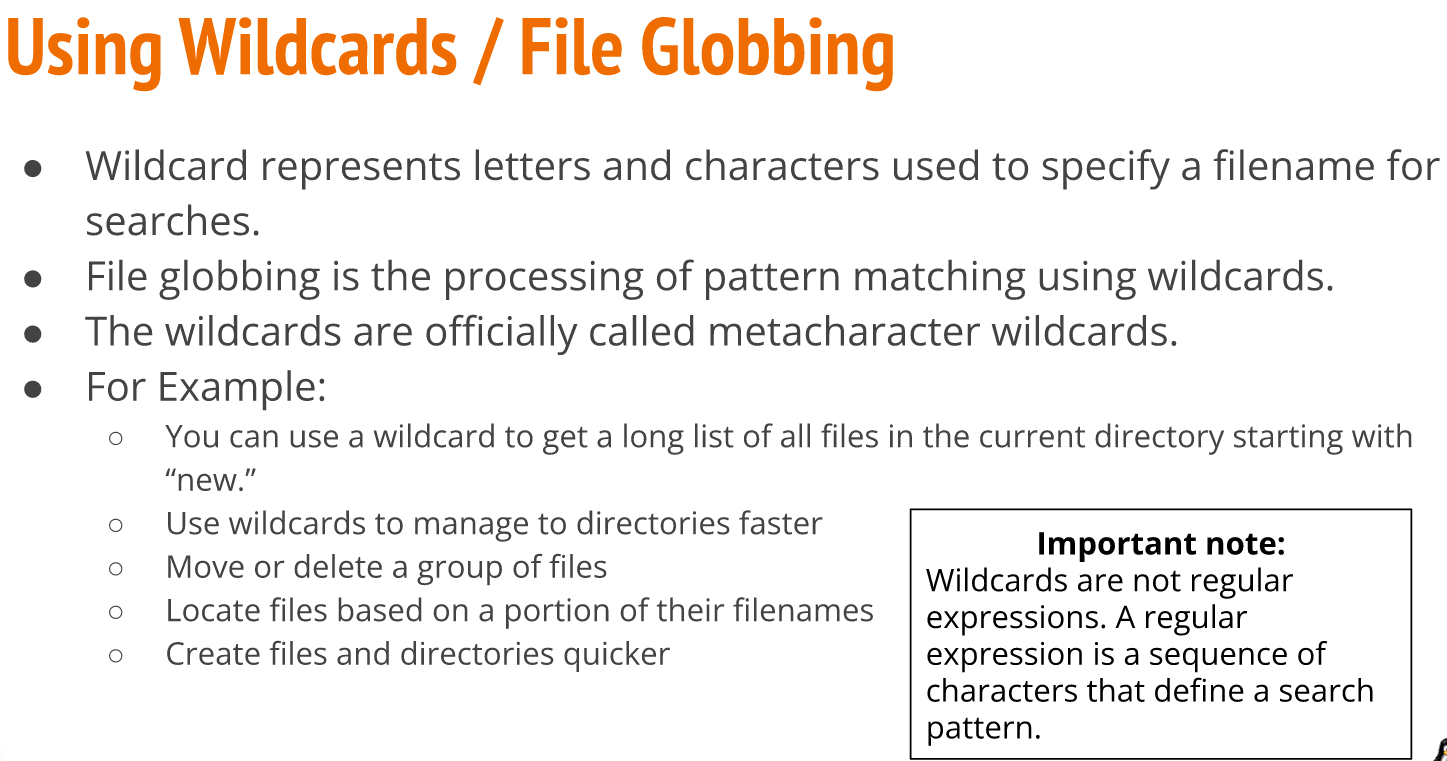 Using Wildcards / File Globbing
● Wildcard represents letters and characters used to specify a filename for
searches.
● File globbing is the processing of pattern matching using wildcards.
● The wildcards are officially called metacharacter wildcards.
● For Example:
○ You can use a wildcard to get a long list of all files in the current directory starting with
“new.”
○ Use wildcards to manage to directories faster
○ Move or delete a group of files
○ Locate files based on a portion of their filenames
○ Create files and directories quicker
Important note:
Wildcards are not regular
expressions. A regular
expression is a sequence of
characters that define a search
pattern.